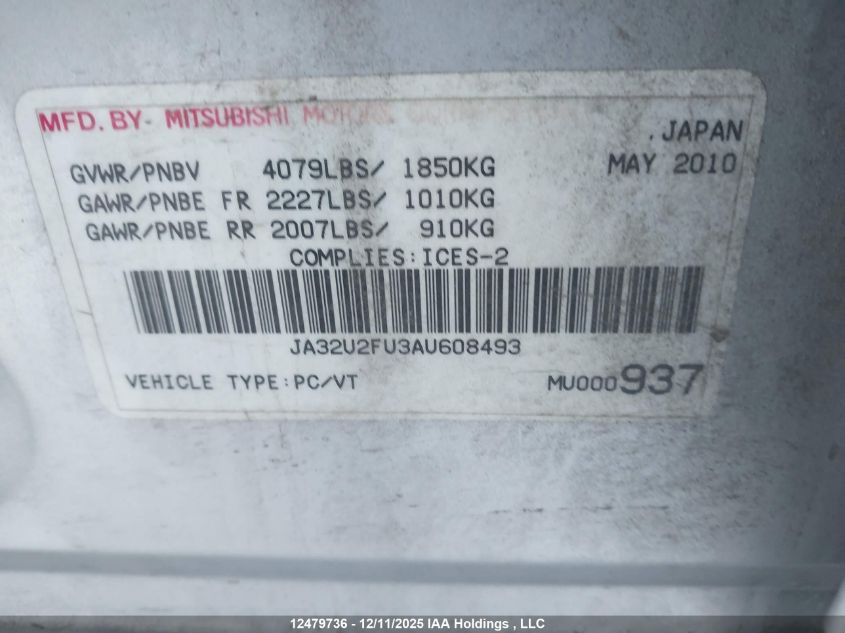 MFD. BY MITSUBISHI MOTORS
. JAPAN
GVWR/PNBV 4079LBS/ 1850KG MAY 2010
GAWR/PNBE FR 2227LBS/ 1010KG
GAWR/PNBE RR 2007LBS/ 910KG
COMPLIES:ICES-2
JA32U2FU3AU608493
VEHICLE TYPE:PC/VT MU000937
12479736 - 12/11/2025 IAA Holdings , LLC